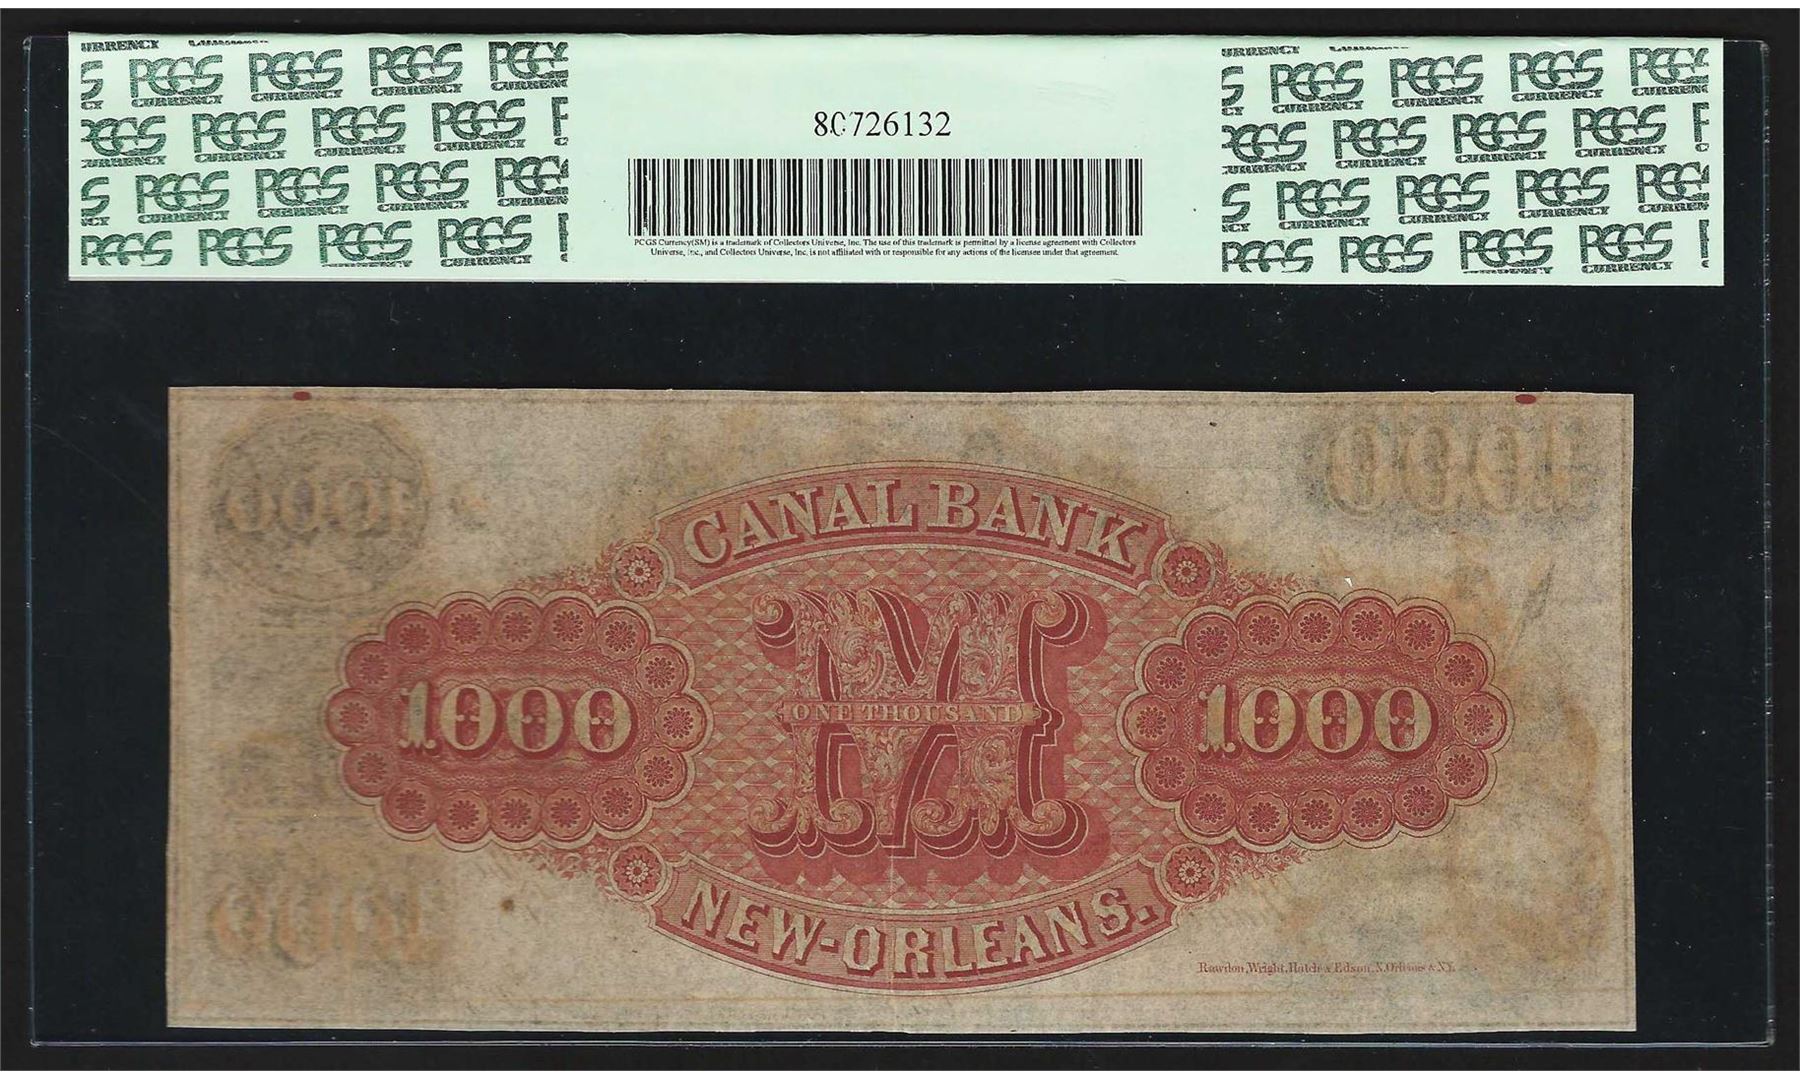 PCGS CURRENCY
80726132
PCGS Currency(SM) is a trademark of Collectors Universe, Inc. The use of this trademark is permitted by a license agreement with Collectors
Universe, Inc., and Collectors Universe, Inc. is not affiliated with or responsible for any actions of the licensee under that agreement.
CANAL BANK
1000
M
ONE THOUSAND
1000
NEW-ORLEANS.
Rawdon, Wright, Hatch & Edson, N. Orleans & N.Y.